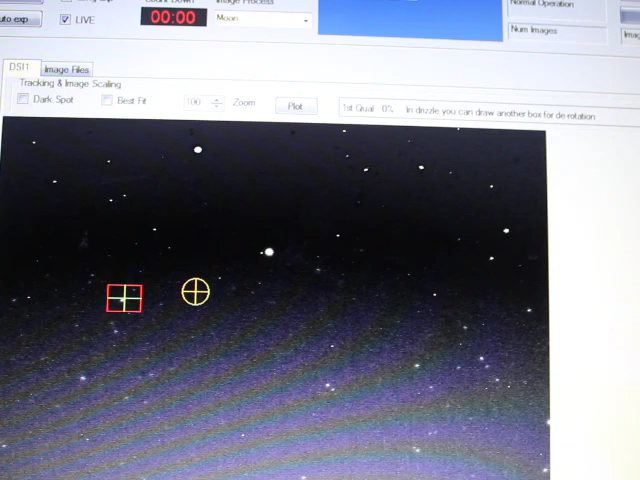 uto exp
LIVE
00:00
Image Process
Moon
Normal Operation
Num Images
Imag
DSI1 Image Files
Tracking & Image Scaling
Dark Spot Best Fit 100 Zoom Plot 1st Qual 0% In drizzle you can draw another box for de-rotation